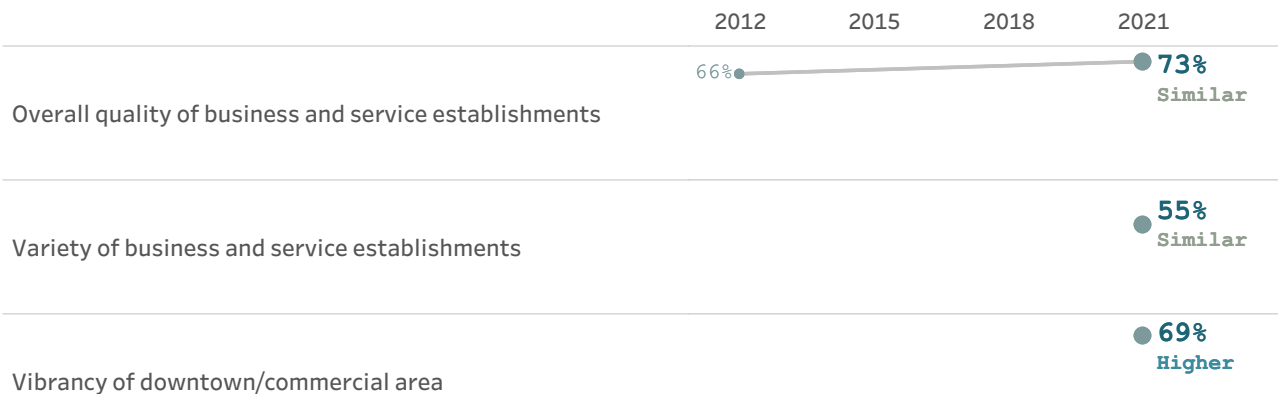 2012 2015 2018 2021
66% 73%
Similar
Overall quality of business and service establishments
55%
Similar
Variety of business and service establishments
69%
Higher
Vibrancy of downtown/commercial area